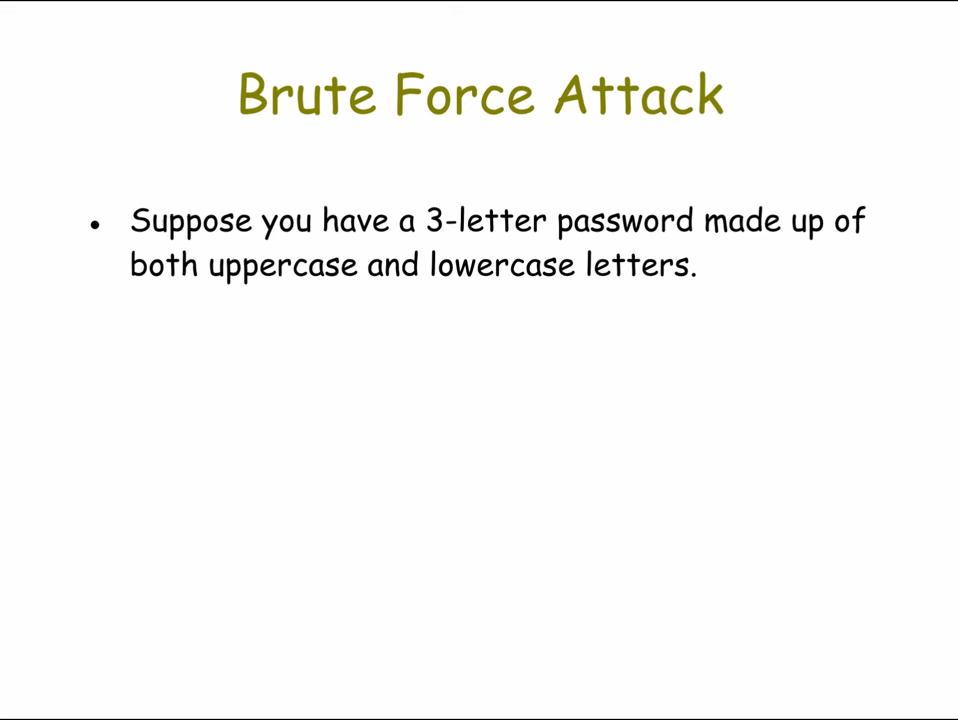 Brute Force Attack
• Suppose you have a 3-letter password made up of
both uppercase and lowercase letters.